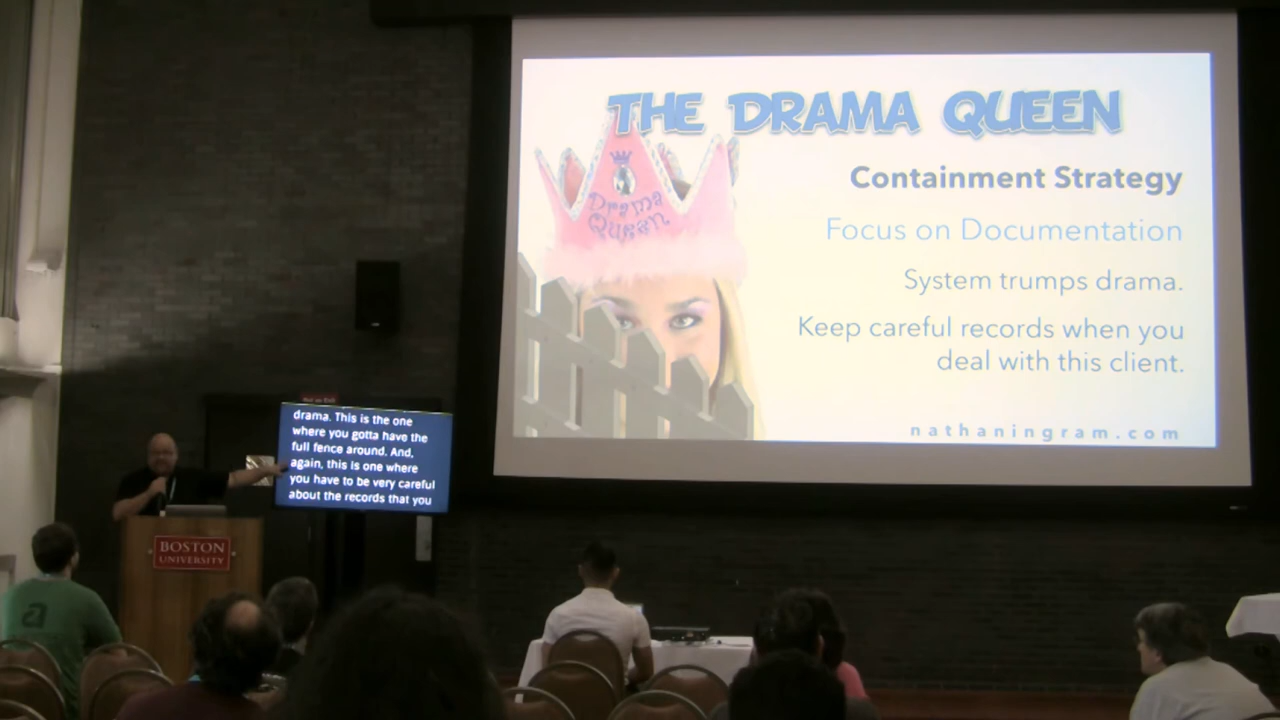 THE DRAMA QUEEN
Drama
Queen
Containment Strategy
Focus on Documentation
System trumps drama.
Keep careful records when you
deal with this client.
nathaningram.com
drama. This is the one
where you gotta have the
full fence around. And,
again, this is one where
you have to be very careful
about the records that you
BOSTON
UNIVERSITY
a